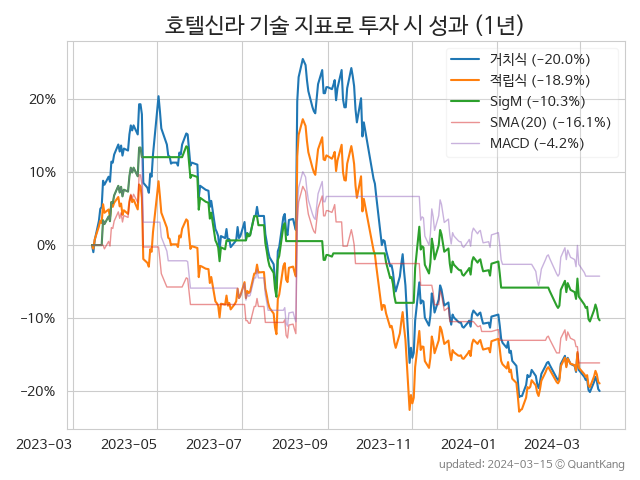 호텔신라 기술 지표로 투자 시 성과 (1년)
거치식 (−20.0%)
적립식 (−18.9%)
SigM (−10.3%)
SMA(20) (−16.1%)
MACD (−4.2%)
20%
10%
0%
−10%
−20%
2023−03 2023−05 2023−07 2023−09 2023−11 2024−01 2024−03
updated: 2024−03−15 ⓒ QuantKang